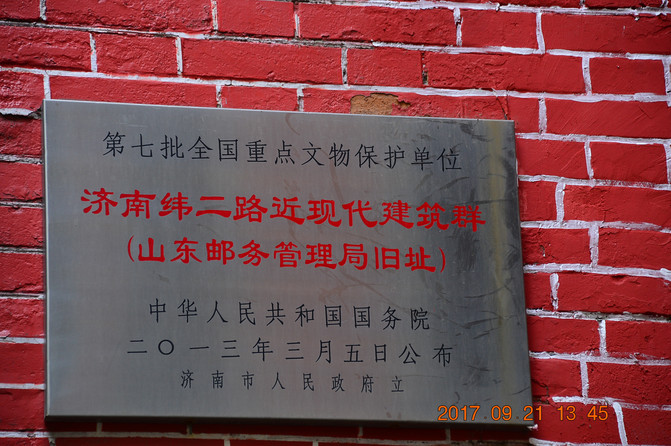 第七批全国重点文物保护单位
济南纬二路近现代建筑群
(山东邮务管理局旧址)
中华人民共和国国务院
二〇一三年三月五日公布
济南市人民政府立
2017 09 21 13 45